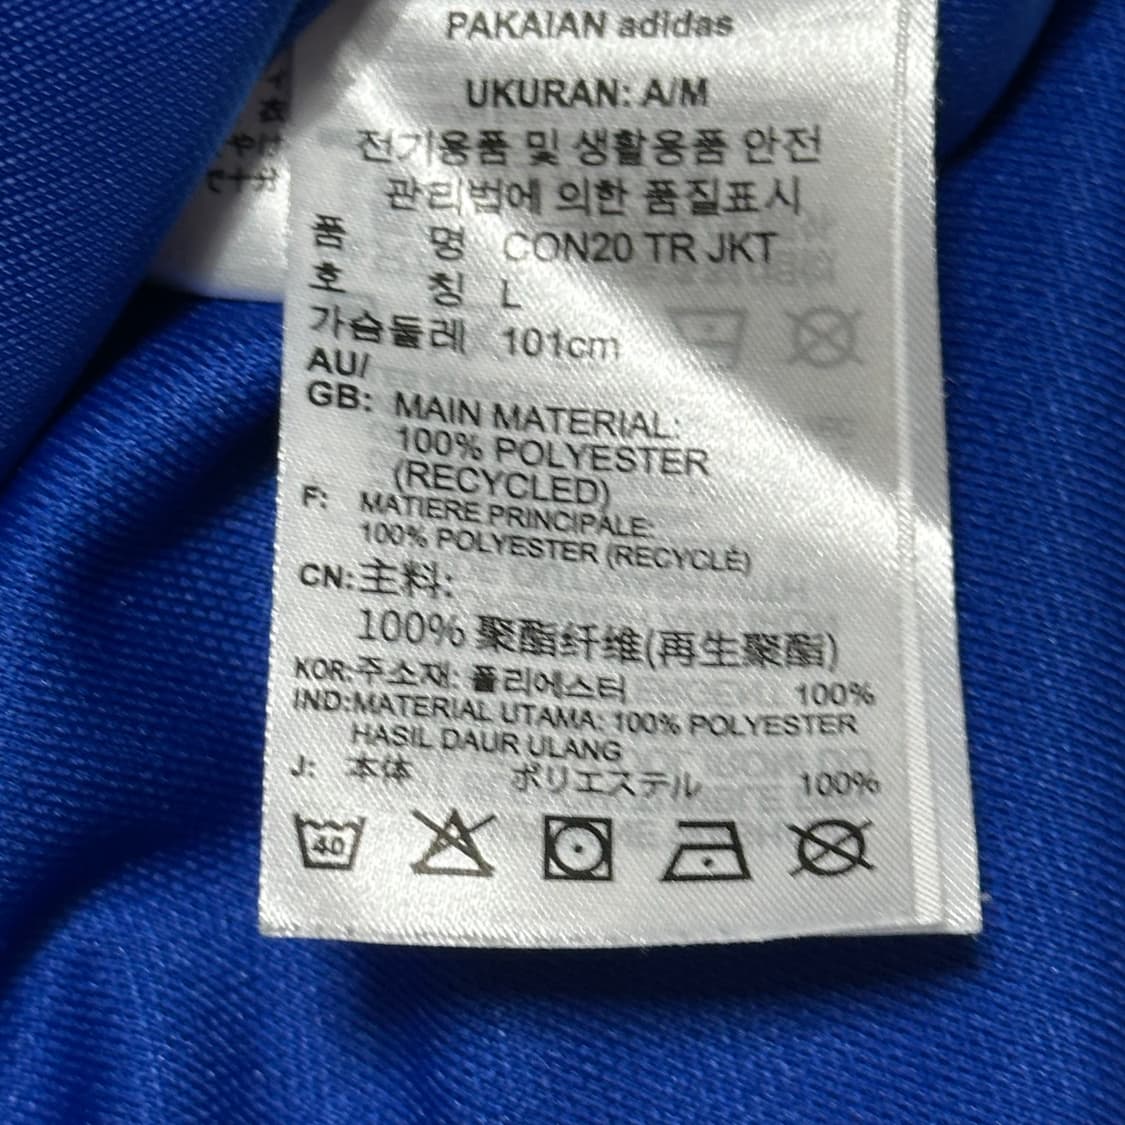 PAKAIAN adidas
UKURAN: A/M
전기용품 및 생활용품 안전
관리법에 의한 품질표시
품 명 CON20 TR JKT
호 칭 L
가슴둘레 101cm
AU/
GB: MAIN MATERIAL:
100% POLYESTER
(RECYCLED)
F: MATIERE PRINCIPALE:
100% POLYESTER (RECYCLÉ)
CN:主料:
100% 聚酯纤维(再生聚酯)
KOR:주소재: 폴리에스터 100%
IND:MATERIAL UTAMA: 100% POLYESTER
HASIL DAUR ULANG
J: 本体 ポリエステル 100%
40